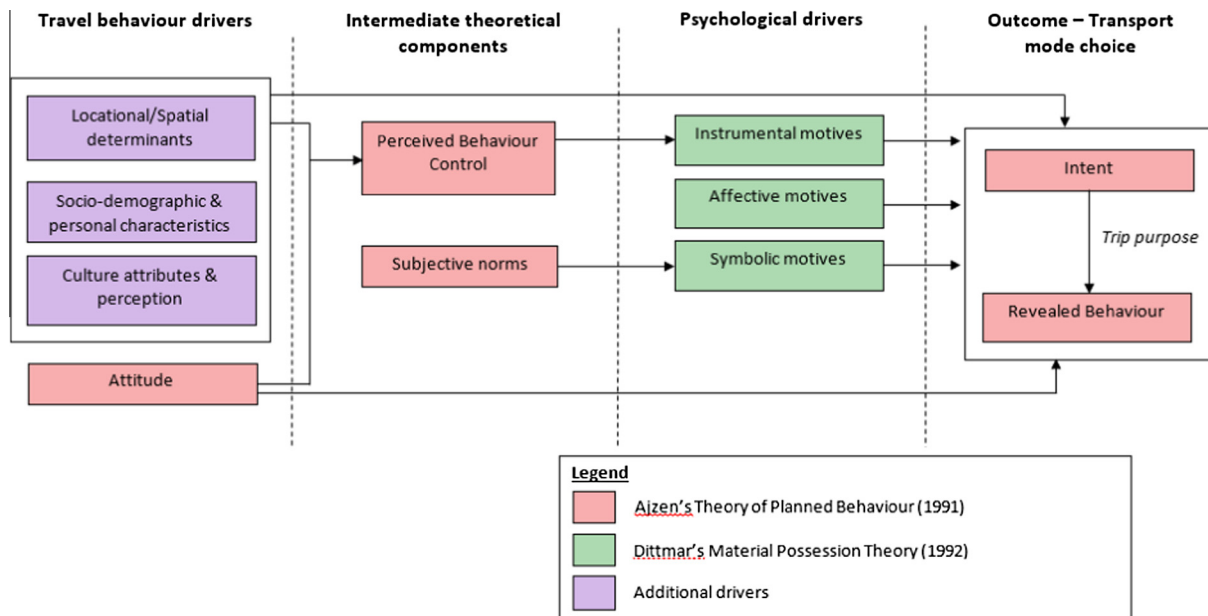 Travel behaviour drivers
Intermediate theoretical
components
Psychological drivers
Outcome – Transport
mode choice
Locational/Spatial
determinants
Socio-demographic &
personal characteristics
Culture attributes &
perception
Attitude
Perceived Behaviour
Control
Subjective norms
Instrumental motives
Affective motives
Symbolic motives
Intent
Trip purpose
Revealed Behaviour
Legend
Ajzen's Theory of Planned Behaviour (1991)
Dittmar's Material Possession Theory (1992)
Additional drivers